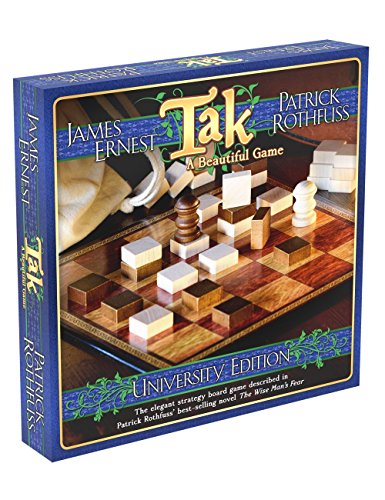 JAMES
ERNEST
Tak
A Beautiful Game
PATRICK
ROTHFUSS
UNIVERSITY EDITION
The elegant strategy board game described in
Patrick Rothfuss' best-selling novel The Wise Man's Fear
JAMES
ERNEST
Tak
A Beautiful Game
PATRICK
ROTHFUSS